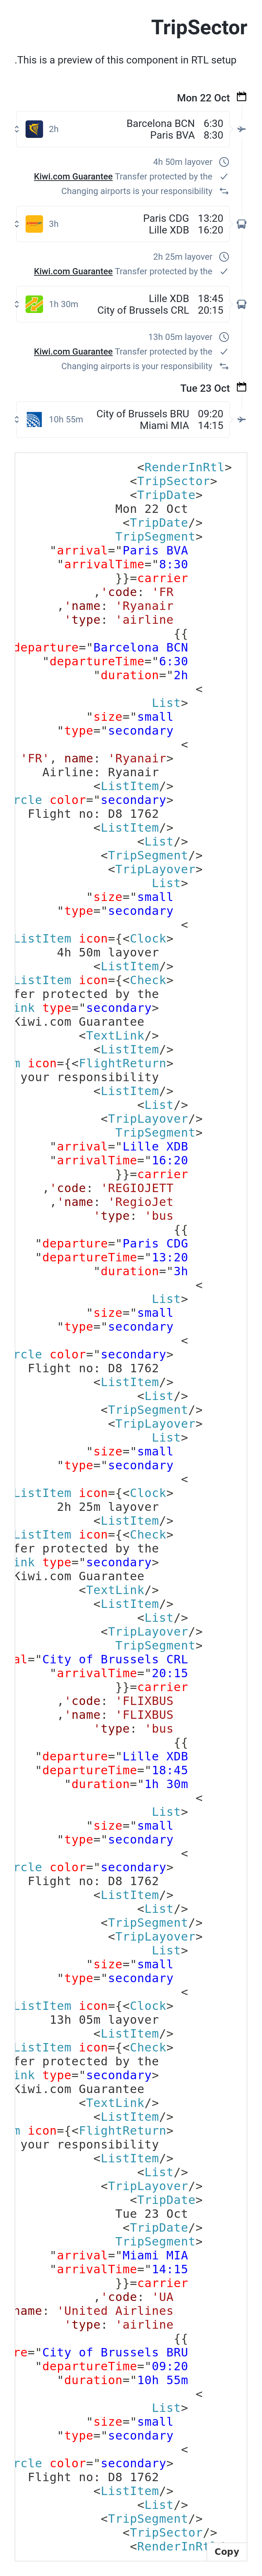 TripSector
.This is a preview of this component in RTL setup
Mon 22 Oct
2h Barcelona BCN 6:30
Paris BVA 8:30
4h 50m layover
Kiwi.com Guarantee Transfer protected by the
Changing airports is your responsibility
3h Paris CDG 13:20
Lille XDB 16:20
2h 25m layover
Kiwi.com Guarantee Transfer protected by the
1h 30m Lille XDB 18:45
City of Brussels CRL 20:15
13h 05m layover
Kiwi.com Guarantee Transfer protected by the
Changing airports is your responsibility
Tue 23 Oct
10h 55m City of Brussels BRU 09:20
Miami MIA 14:15
<RenderInRtl>
<TripSector>
<TripDate>
Mon 22 Oct
<TripDate/>
TripSegment>
"arrival="Paris BVA
"arrivalTime="8:30
}}=carrier
,'code: 'FR
,'name: 'Ryanair
'type: 'airline
{{
departure="Barcelona BCN
"departureTime="6:30
"duration="2h
<
List>
"size="small
"type="secondary
<
'FR', name: 'Ryanair>
Airline: Ryanair
<ListItem/>
rcle color="secondary>
Flight no: D8 1762
<ListItem/>
<List/>
<TripSegment/>
<TripLayover>
List>
"size="small
"type="secondary
<
ListItem icon={<Clock>
4h 50m layover
<ListItem/>
ListItem icon={<Check>
fer protected by the
ink type="secondary>
Kiwi.com Guarantee
<TextLink/>
<ListItem/>
m icon={<FlightReturn>
your responsibility
<ListItem/>
<List/>
<TripLayover/>
TripSegment>
"arrival="Lille XDB
"arrivalTime="16:20
}}=carrier
,'code: 'REGIOJETT
,'name: 'RegioJet
'type: 'bus
{{
"departure="Paris CDG
"departureTime="13:20
"duration="3h
<
List>
"size="small
"type="secondary
<
rcle color="secondary>
Flight no: D8 1762
<ListItem/>
<List/>
<TripSegment/>
<TripLayover>
List>
"size="small
"type="secondary
<
ListItem icon={<Clock>
2h 25m layover
<ListItem/>
ListItem icon={<Check>
fer protected by the
ink type="secondary>
Kiwi.com Guarantee
<TextLink/>
<ListItem/>
<List/>
<TripLayover/>
TripSegment>
al="City of Brussels CRL
"arrivalTime="20:15
}}=carrier
,'code: 'FLIXBUS
,'name: 'FLIXBUS
'type: 'bus
{{
"departure="Lille XDB
"departureTime="18:45
"duration="1h 30m
<
List>
"size="small
"type="secondary
<
rcle color="secondary>
Flight no: D8 1762
<ListItem/>
<List/>
<TripSegment/>
<TripLayover>
List>
"size="small
"type="secondary
<
ListItem icon={<Clock>
13h 05m layover
<ListItem/>
ListItem icon={<Check>
fer protected by the
ink type="secondary>
Kiwi.com Guarantee
<TextLink/>
<ListItem/>
m icon={<FlightReturn>
your responsibility
<ListItem/>
<List/>
<TripLayover/>
<TripDate>
Tue 23 Oct
<TripDate/>
TripSegment>
"arrival="Miami MIA
"arrivalTime="14:15
}}=carrier
,'code: 'UA
name: 'United Airlines
'type: 'airline
{{
re="City of Brussels BRU
"departureTime="09:20
"duration="10h 55m
<
List>
"size="small
"type="secondary
<
rcle color="secondary>
Flight no: D8 1762
<ListItem/>
<List/>
<TripSegment/>
<TripSector/>
<RenderInRtl/>
Copy